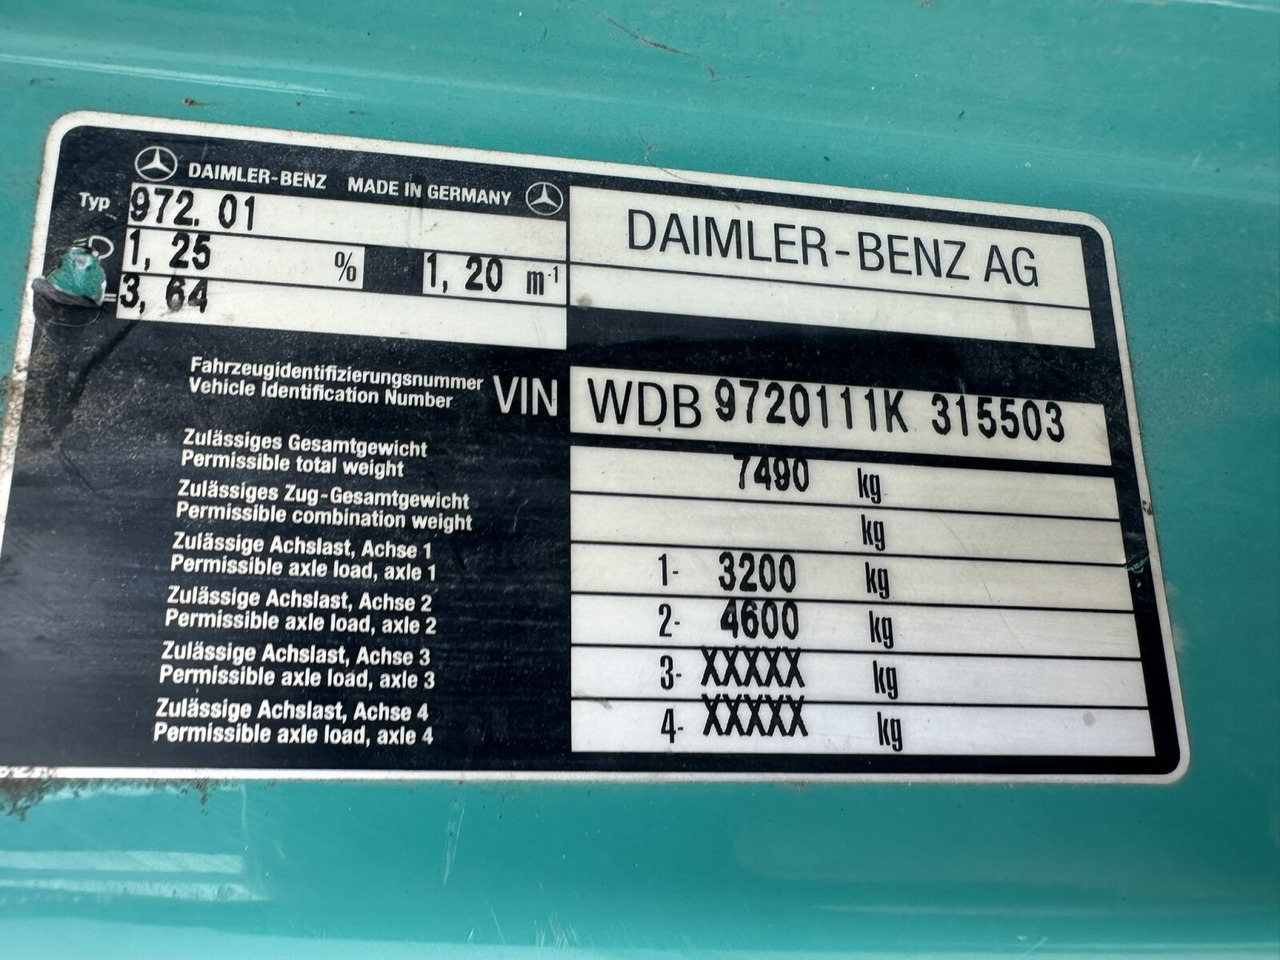 DAIMLER-BENZ MADE IN GERMANY
Typ 972. 01
1, 25 % 1, 20 m-1
3, 64
DAIMLER-BENZ AG
Fahrzeugidentifizierungsnummer
Vehicle Identification Number
VIN WDB 9720111K 315503
Zulässiges Gesamtgewicht
Permissible total weight
7490 kg
Zulässiges Zug-Gesamtgewicht
Permissible combination weight
kg
Zulässige Achslast, Achse 1
Permissible axle load, axle 1
1- 3200 kg
Zulässige Achslast, Achse 2
Permissible axle load, axle 2
2- 4600 kg
Zulässige Achslast, Achse 3
Permissible axle load, axle 3
3- XXXXX kg
Zulässige Achslast, Achse 4
Permissible axle load, axle 4
4- XXXXX kg